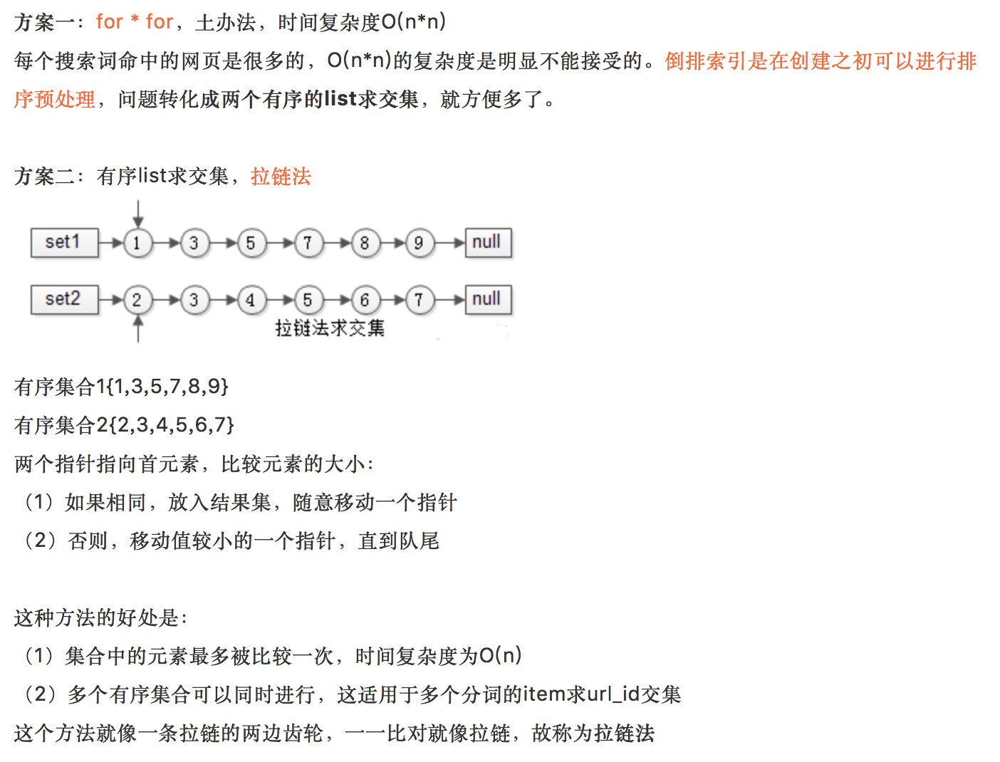 方案一：for * for，土办法，时间复杂度O(n*n)
每个搜索词命中的网页是很多的，O(n*n)的复杂度是明显不能接受的。倒排索引是在创建之初可以进行排
序预处理，问题转化成两个有序的list求交集，就方便多了。
方案二：有序list求交集，拉链法
set1 1 3 5 7 8 9 null
set2 2 3 4 5 6 7 null
拉链法求交集
有序集合1{1,3,5,7,8,9}
有序集合2{2,3,4,5,6,7}
两个指针指向首元素，比较元素的大小：
（1）如果相同，放入结果集，随意移动一个指针
（2）否则，移动值较小的一个指针，直到队尾
这种方法的好处是：
（1）集合中的元素最多被比较一次，时间复杂度为O(n)
（2）多个有序集合可以同时进行，这适用于多个分词的item求url_id交集
这个方法就像一条拉链的两边齿轮，一一比对就像拉链，故称为拉链法